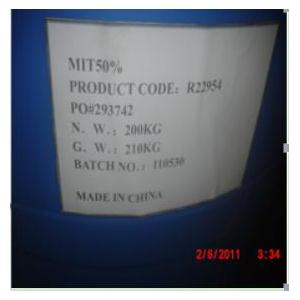 MIT50%
PRODUCT CODE: R22954
PO#293742
N. W.: 200KG
G. W.: 210KG
BATCH NO.: 110530
MADE IN CHINA
2/6/2011 3:34